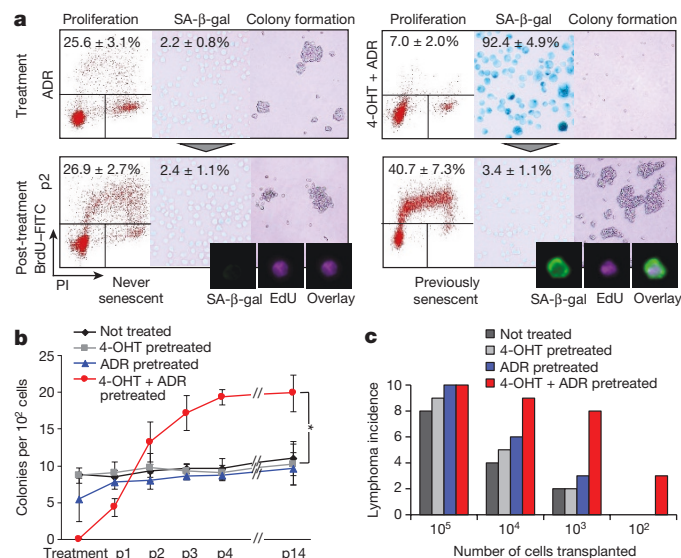 a
Proliferation SA-β-gal Colony formation
Treatment
ADR
25.6 ± 3.1% 2.2 ± 0.8%
Post-treatment p2
BrdU–FITC
26.9 ± 2.7% 2.4 ± 1.1%
PI
Never senescent
SA-β-gal EdU Overlay
Proliferation SA-β-gal Colony formation
4-OHT + ADR
7.0 ± 2.0% 92.4 ± 4.9%
40.7 ± 7.3% 3.4 ± 1.1%
Previously senescent
SA-β-gal EdU Overlay
b
Not treated
4-OHT pretreated
ADR pretreated
4-OHT + ADR
pretreated
Colonies per 10² cells
25
20
15
10
5
0
*
Treatment p1 p2 p3 p4 p14
c
Not treated
4-OHT pretreated
ADR pretreated
4-OHT + ADR pretreated
Lymphoma incidence
10
8
6
4
2
0
10⁵ 10⁴ 10³ 10²
Number of cells transplanted